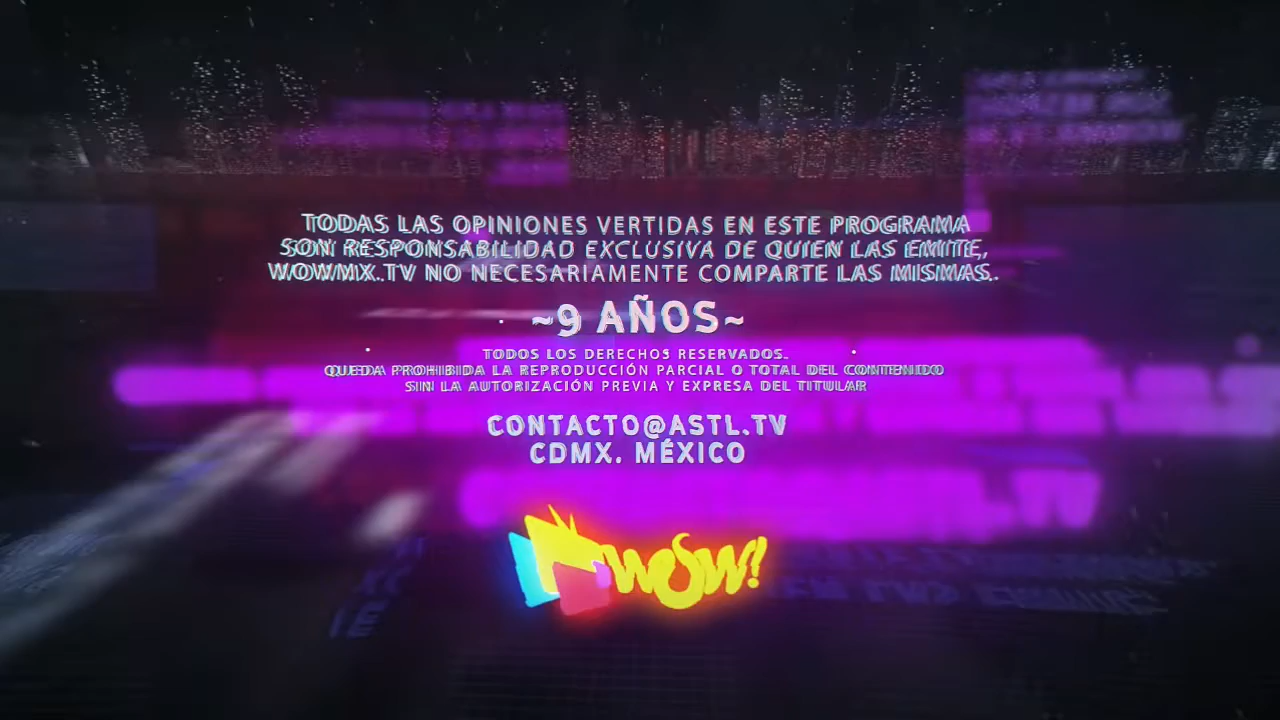 TODAS LAS OPINIONES VERTIDAS EN ESTE PROGRAMA
SON RESPONSABILIDAD EXCLUSIVA DE QUIEN LAS EMITE,
WOWMX.TV NO NECESARIAMENTE COMPARTE LAS MISMAS.
~9 AÑOS~
TODOS LOS DERECHOS RESERVADOS.
QUEDA PROHIBIDA LA REPRODUCCIÓN PARCIAL O TOTAL DEL CONTENIDO
SIN LA AUTORIZACIÓN PREVIA Y EXPRESA DEL TITULAR
CONTACTO@ASTL.TV
CDMX. MÉXICO
WOW!